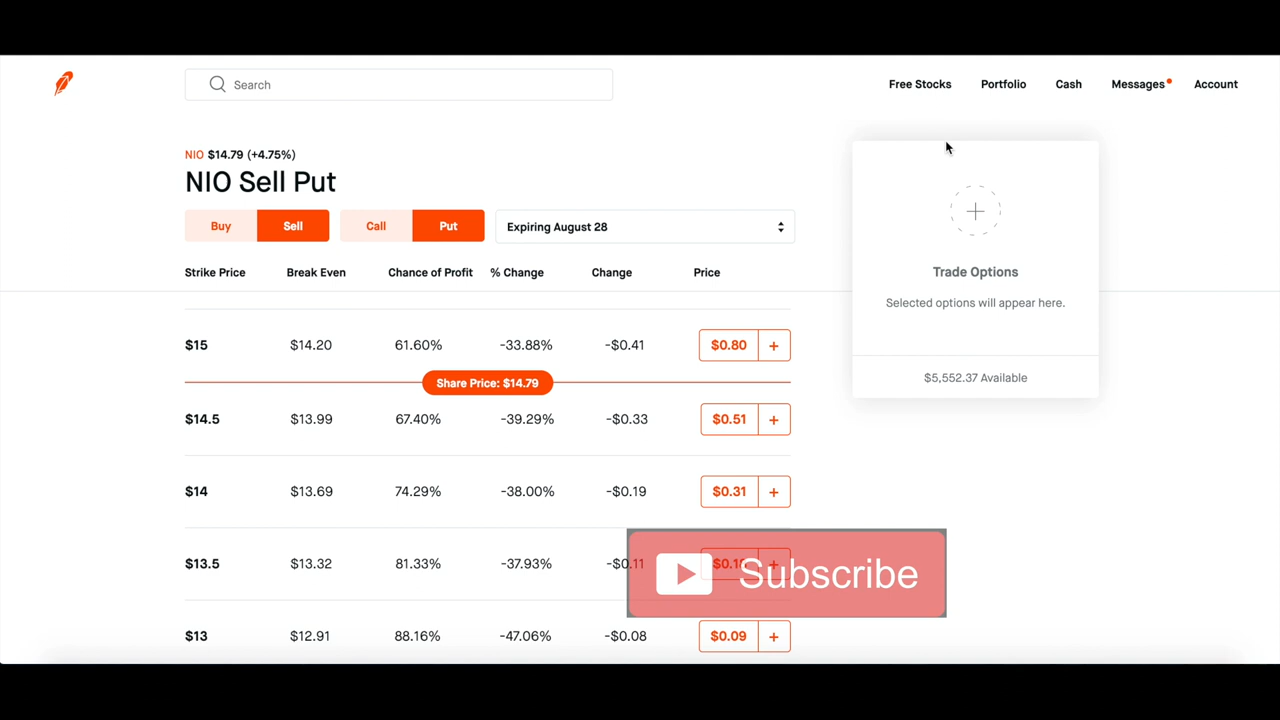 Search
Free Stocks Portfolio Cash Messages Account
NIO $14.79 (+4.75%)
NIO Sell Put
Buy Sell Call Put Expiring August 28
Strike Price Break Even Chance of Profit % Change Change Price
$15 $14.20 61.60% -33.88% -$0.41 $0.80 +
Share Price: $14.79
$14.5 $13.99 67.40% -39.29% -$0.33 $0.51 +
$14 $13.69 74.29% -38.00% -$0.19 $0.31 +
$13.5 $13.32 81.33% -37.93% -$0.11 +
$13 $12.91 88.16% -47.06% -$0.08 $0.09 +
Trade Options
Selected options will appear here.
$5,552.37 Available
Subscribe